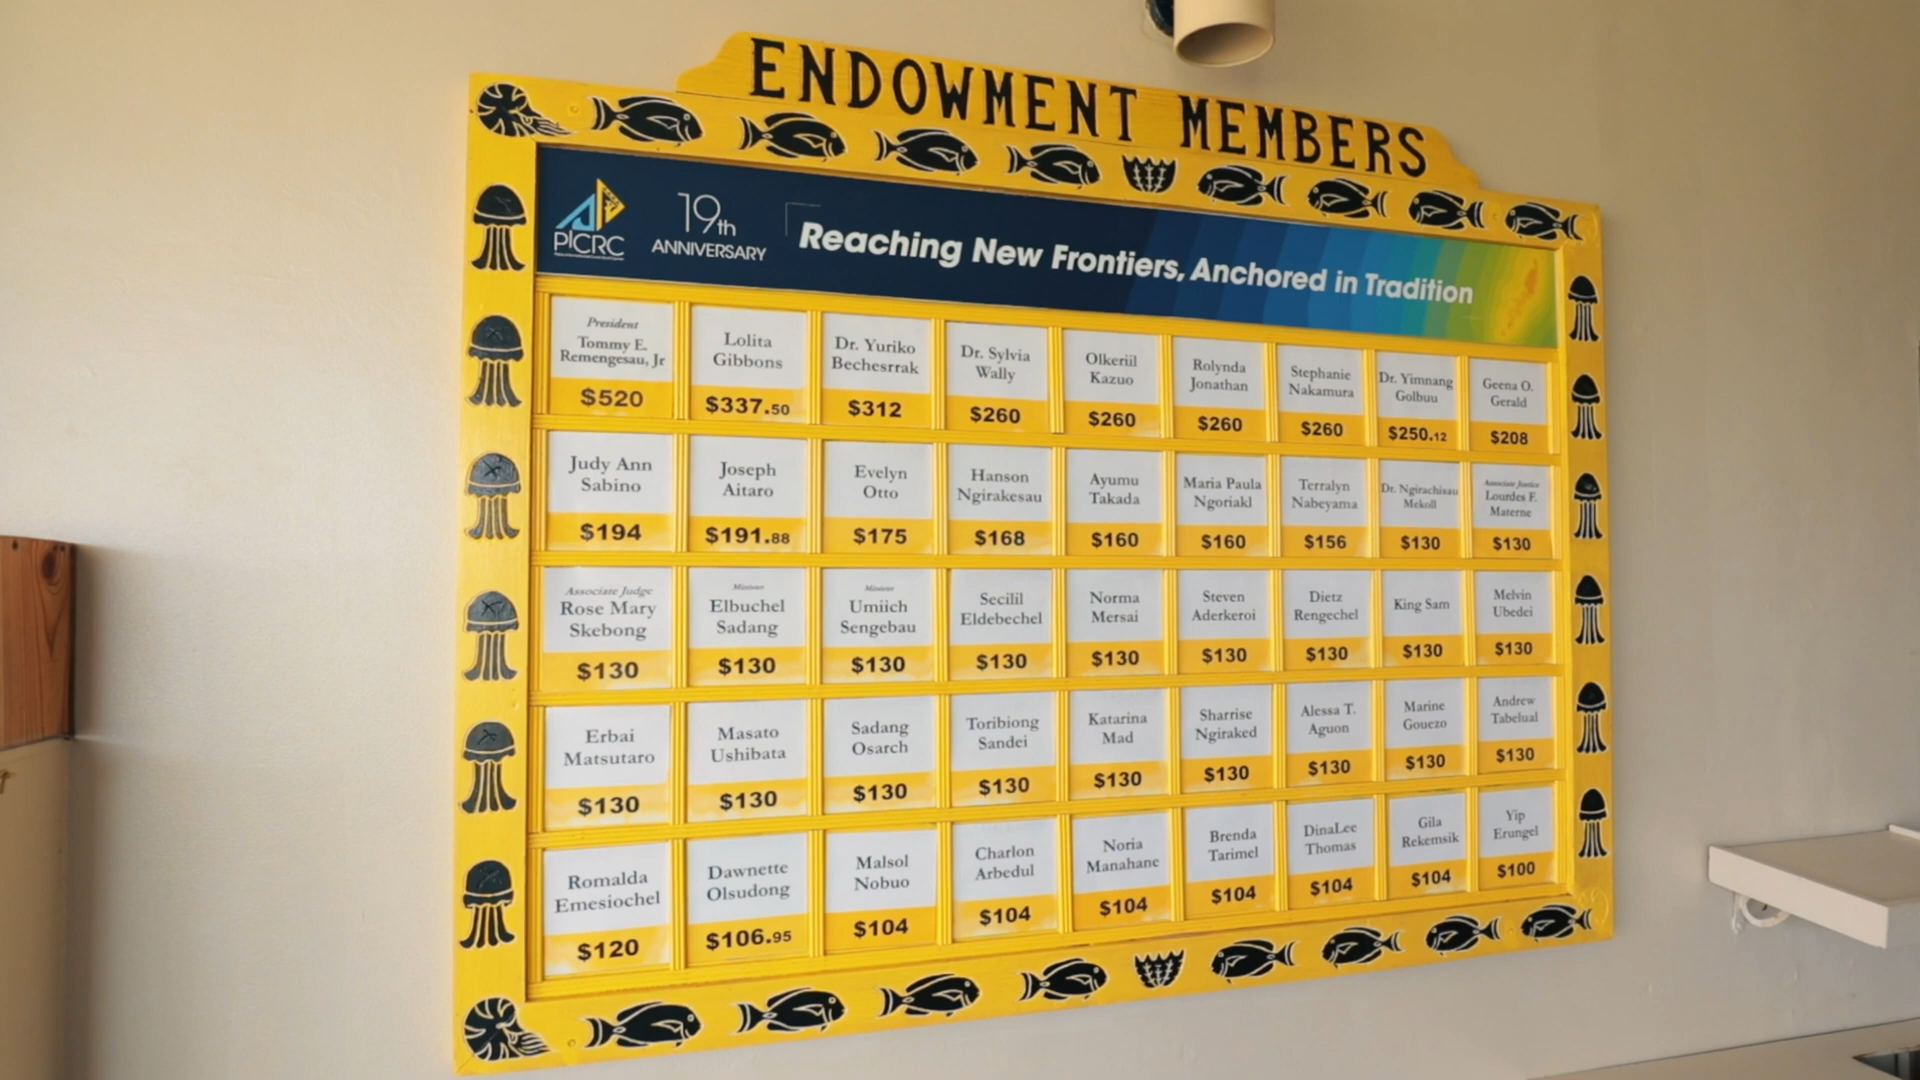 ENDOWMENT MEMBERS
PICRC
19th
ANNIVERSARY
Reaching New Frontiers, Anchored in Tradition
President
Tommy E.
Remengesau, Jr
$520
Lolita
Gibbons
$337.50
Dr. Yuriko
Bechesrrak
$312
Dr. Sylvia
Wally
$260
Olkeriil
Kazuo
$260
Rolynda
Jonathan
$260
Stephanie
Nakamura
$260
Dr. Yimnang
Golbuu
$250.12
Geena O.
Gerald
$208
Judy Ann
Sabino
$194
Joseph
Aitaro
$191.88
Evelyn
Otto
$175
Hanson
Ngirakesau
$168
Ayumu
Takada
$160
Maria Paula
Ngoriakl
$160
Terralyn
Nabeyama
$156
Dr. Ngirachisau
Mekoll
$130
Associate Justice
Lourdes F.
Materne
$130
Associate Judge
Rose Mary
Skebong
$130
Minister
Elbuchel
Sadang
$130
Minister
Umiich
Sengebau
$130
Secilil
Eldebechel
$130
Norma
Mersai
$130
Steven
Aderkeroi
$130
Dietz
Rengechel
$130
King Sam
$130
Melvin
Ubedei
$130
Erbai
Matsutaro
$130
Masato
Ushibata
$130
Sadang
Osarch
$130
Toribiong
Sandei
$130
Katarina
Mad
$130
Sharrise
Ngiraked
$130
Alessa T.
Aguon
$130
Marine
Gouezo
$130
Andrew
Tabelual
$130
Romalda
Emesiochel
$120
Dawnette
Olsudong
$106.95
Malsol
Nobuo
$104
Charlon
Arbedul
$104
Noria
Manahane
$104
Brenda
Tarimel
$104
DinaLee
Thomas
$104
Gila
Rekemsik
$104
Yip
Erungel
$100